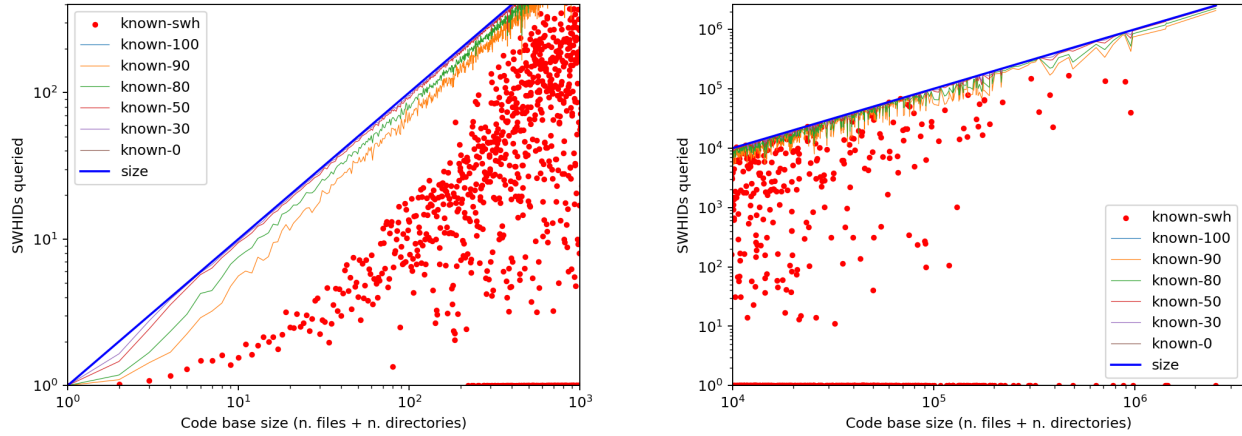 known-swh
known-100
known-90
known-80
known-50
known-30
known-0
size
SWHIDs queried
10²
10¹
10⁰
10⁰
10¹
10²
10³
Code base size (n. files + n. directories)
10⁶
10⁵
10⁴
10³
10²
10¹
10⁰
SWHIDs queried
known-swh
known-100
known-90
known-80
known-50
known-30
known-0
size
10⁴
10⁵
10⁶
Code base size (n. files + n. directories)